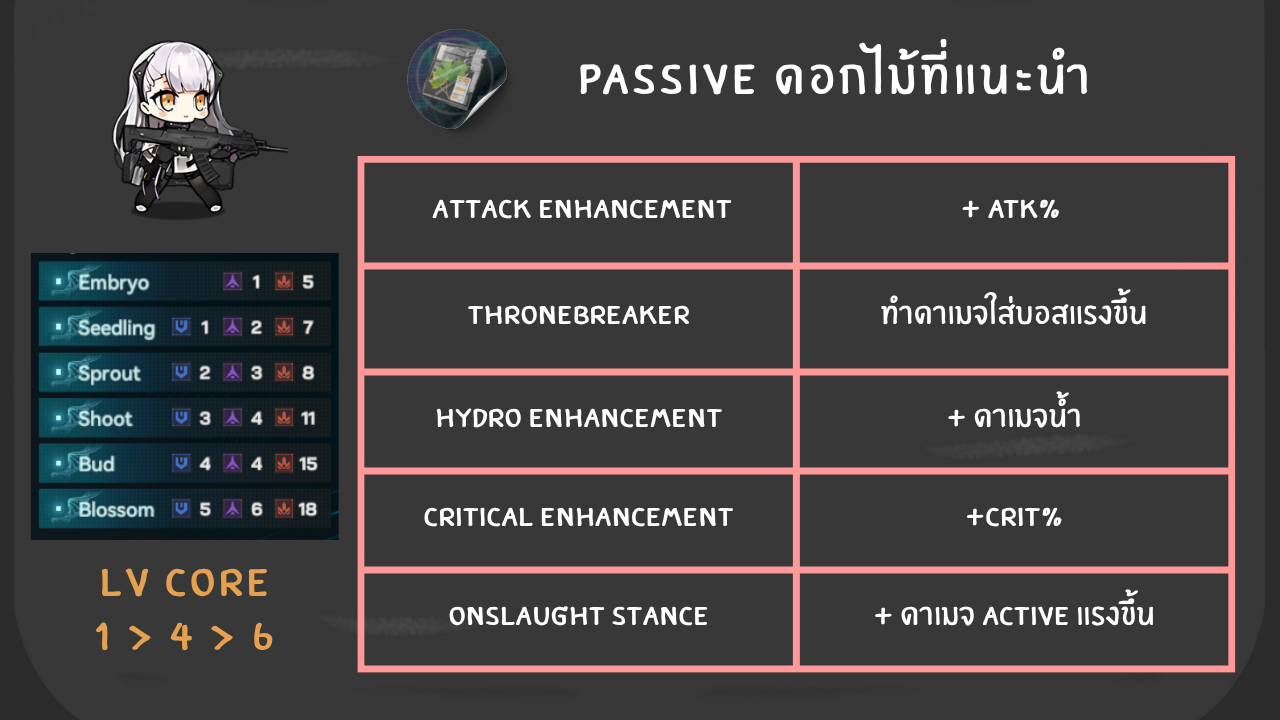 PASSIVE ดอกไม้ที่แนะนำ
ATTACK ENHANCEMENT
+ ATK%
THRONEBREAKER
ทำดาเมจใส่บอสแรงขึ้น
HYDRO ENHANCEMENT
+ ดาเมจน้ำ
CRITICAL ENHANCEMENT
+CRIT%
ONSLAUGHT STANCE
+ ดาเมจ ACTIVE แรงขึ้น
Embryo 1 5
Seedling 1 2 7
Sprout 2 3 8
Shoot 3 4 11
Bud 4 4 15
Blossom 5 6 18
LV CORE
1 > 4 > 6